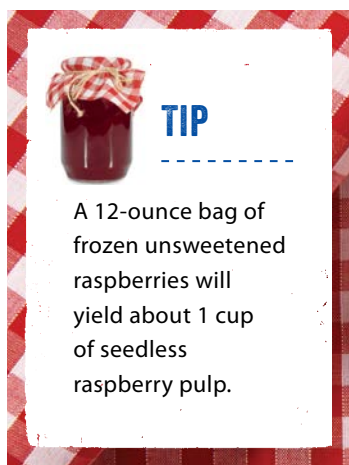 TIP
A 12-ounce bag of
frozen unsweetened
raspberries will
yield about 1 cup
of seedless
raspberry pulp.